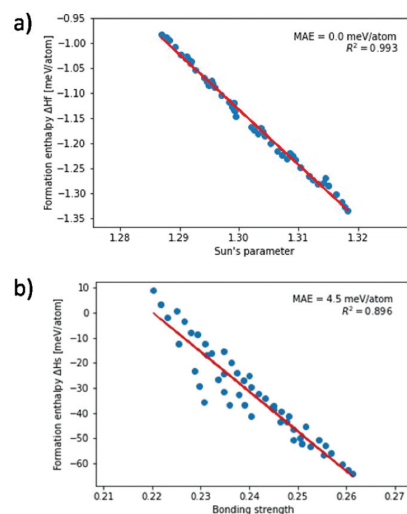 a)
Formation enthalpy ΔHf [meV/atom]
−0.95
−1.00
−1.05
−1.10
−1.15
−1.20
−1.25
−1.30
−1.35
MAE = 0.0 meV/atom
R² = 0.993
1.28 1.29 1.30 1.31 1.32
Sun's parameter
b)
Formation enthalpy ΔHs [meV/atom]
10
0
−10
−20
−30
−40
−50
−60
MAE = 4.5 meV/atom
R² = 0.896
0.21 0.22 0.23 0.24 0.25 0.26 0.27
Bonding strength